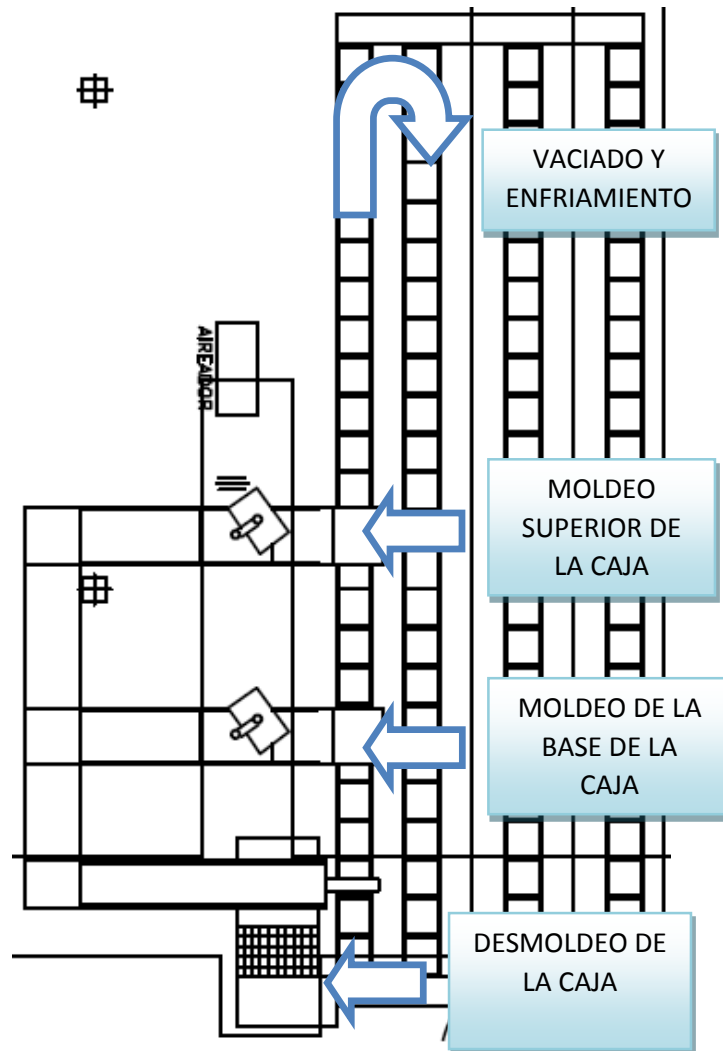 VACIADO Y
ENFRIAMIENTO
AIREADOR
MOLDEO
SUPERIOR DE
LA CAJA
MOLDEO DE LA
BASE DE LA
CAJA
DESMOLDEO DE
LA CAJA